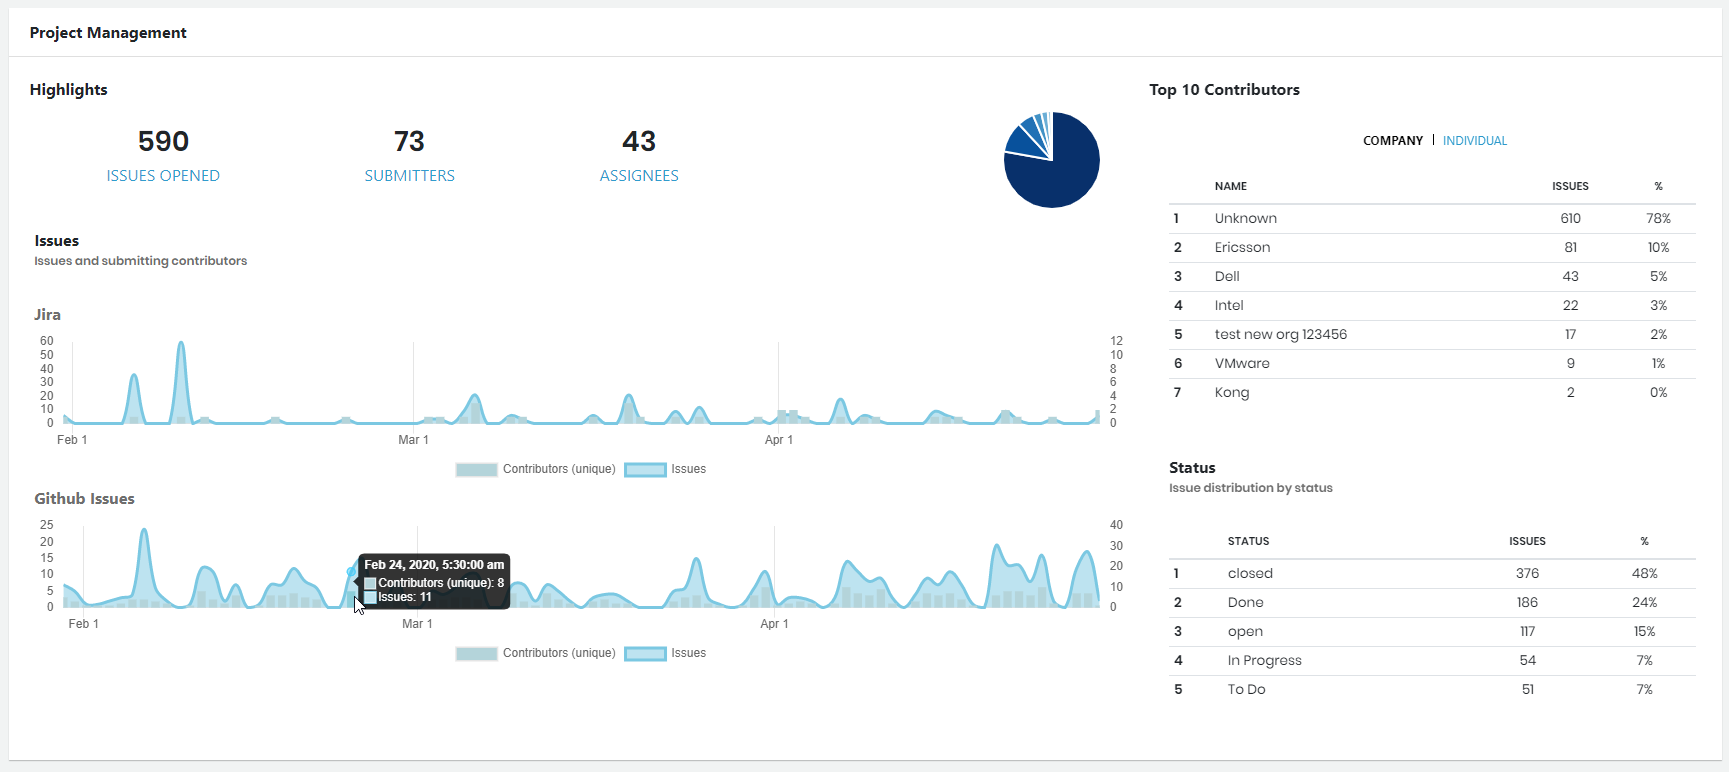 Project Management
Highlights
590
ISSUES OPENED
73
SUBMITTERS
43
ASSIGNEES
Issues
Issues and submitting contributors
Jira
60
50
40
30
20
10
0
12
10
8
6
4
2
0
Feb 1
Mar 1
Apr 1
Contributors (unique)
Issues
Github Issues
25
20
15
10
5
0
40
30
20
10
0
Feb 24, 2020, 5:30:00 am
Contributors (unique): 8
Issues: 11
Feb 1
Mar 1
Apr 1
Contributors (unique)
Issues
Top 10 Contributors
COMPANY | INDIVIDUAL
NAME ISSUES %
1 Unknown 610 78%
2 Ericsson 81 10%
3 Dell 43 5%
4 Intel 22 3%
5 test new org 123456 17 2%
6 VMware 9 1%
7 Kong 2 0%
Status
Issue distribution by status
STATUS ISSUES %
1 closed 376 48%
2 Done 186 24%
3 open 117 15%
4 In Progress 54 7%
5 To Do 51 7%